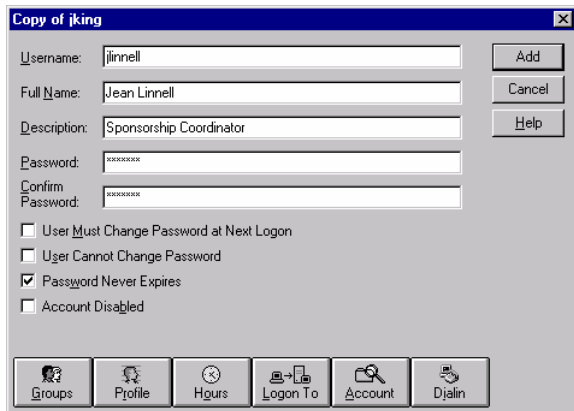 Copy of jking
Username: jlinnell
Add
Full Name: Jean Linnell
Cancel
Description: Sponsorship Coordinator
Help
Password: xxxxxxx
Confirm
Password: xxxxxxx
User Must Change Password at Next Logon
User Cannot Change Password
Password Never Expires
Account Disabled
Groups Profile Hours Logon To Account Dialin